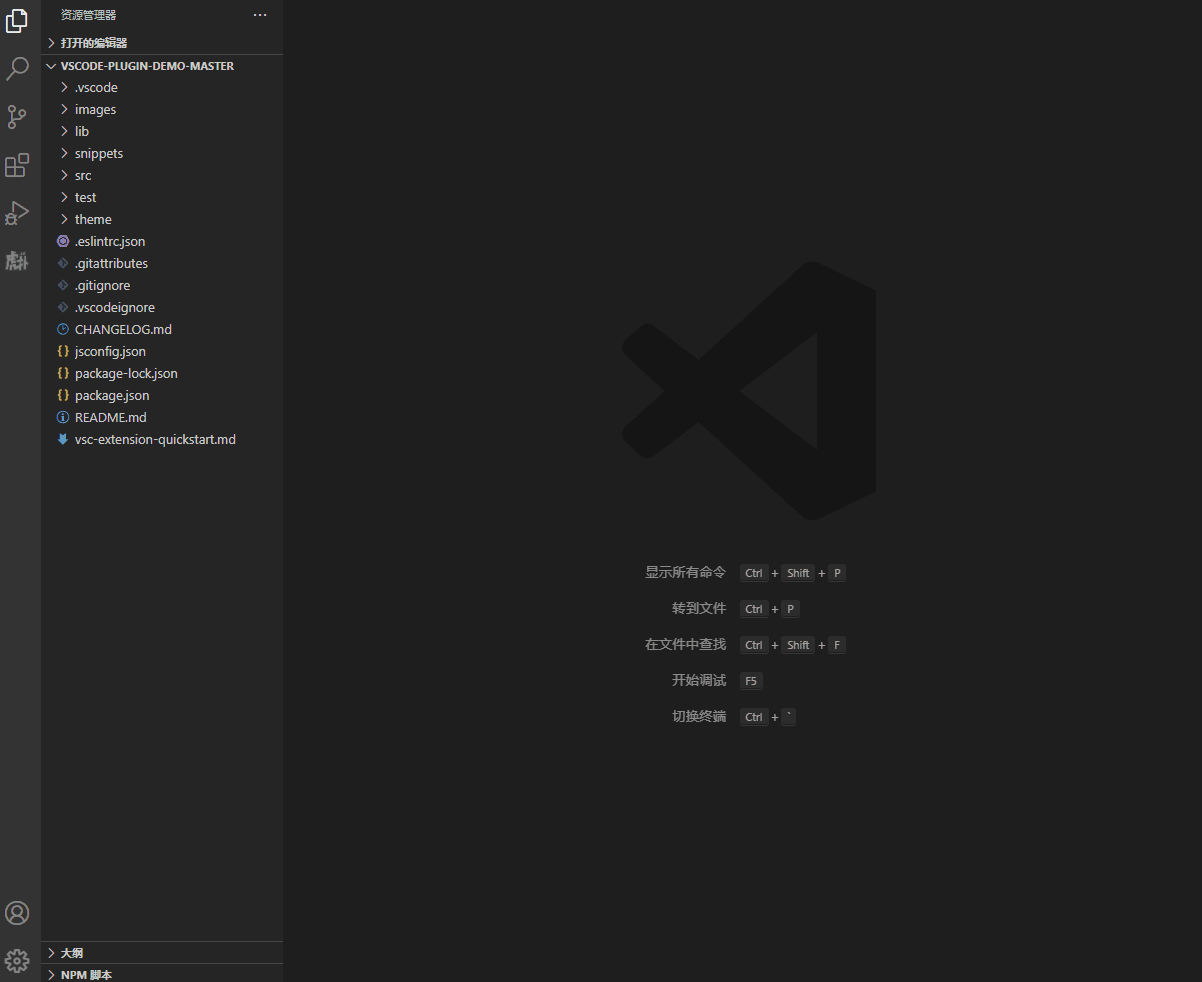 资源管理器 ···
打开的编辑器
VSCODE-PLUGIN-DEMO-MASTER
.vscode
images
lib
snippets
src
test
theme
.eslintrc.json
.gitattributes
.gitignore
.vscodeignore
CHANGELOG.md
{} jsconfig.json
{} package-lock.json
{} package.json
README.md
vsc-extension-quickstart.md
大纲
NPM 脚本
显示所有命令 Ctrl + Shift + P
转到文件 Ctrl + P
在文件中查找 Ctrl + Shift + F
开始调试 F5
切换终端 Ctrl + `